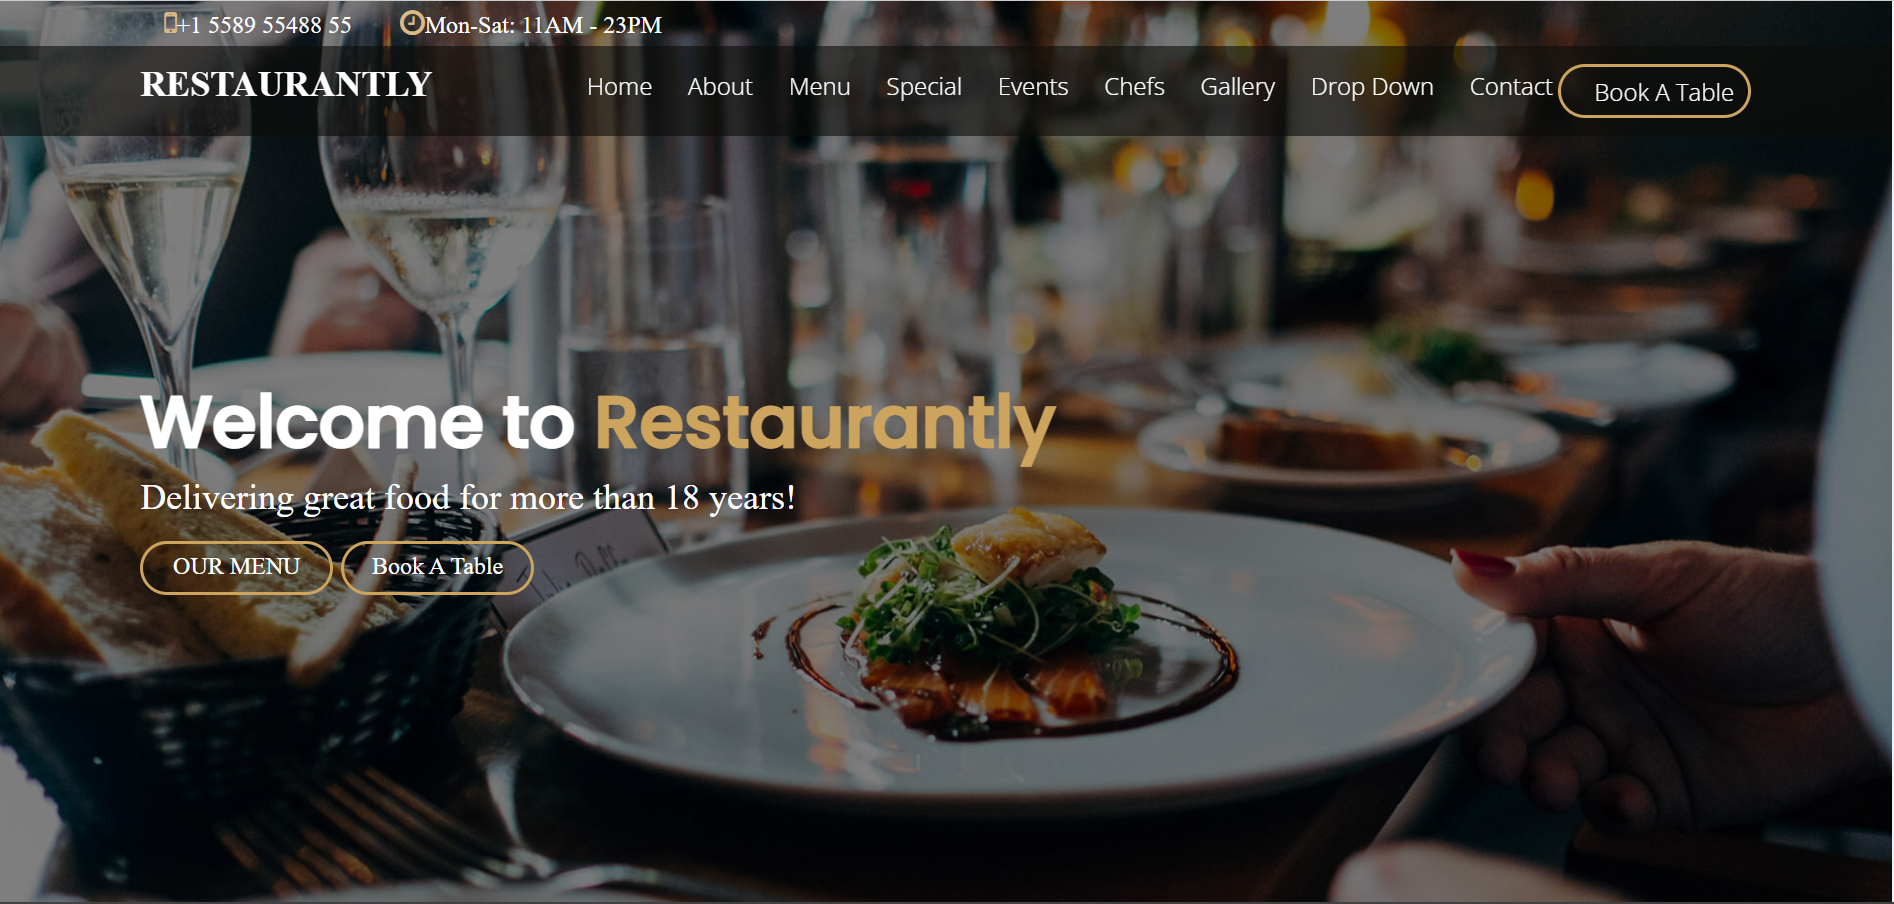 +1 5589 55488 55 Mon-Sat: 11AM - 23PM
RESTAURANTLY Home About Menu Special Events Chefs Gallery Drop Down Contact Book A Table
Welcome to Restaurantly
Delivering great food for more than 18 years!
OUR MENU Book A Table